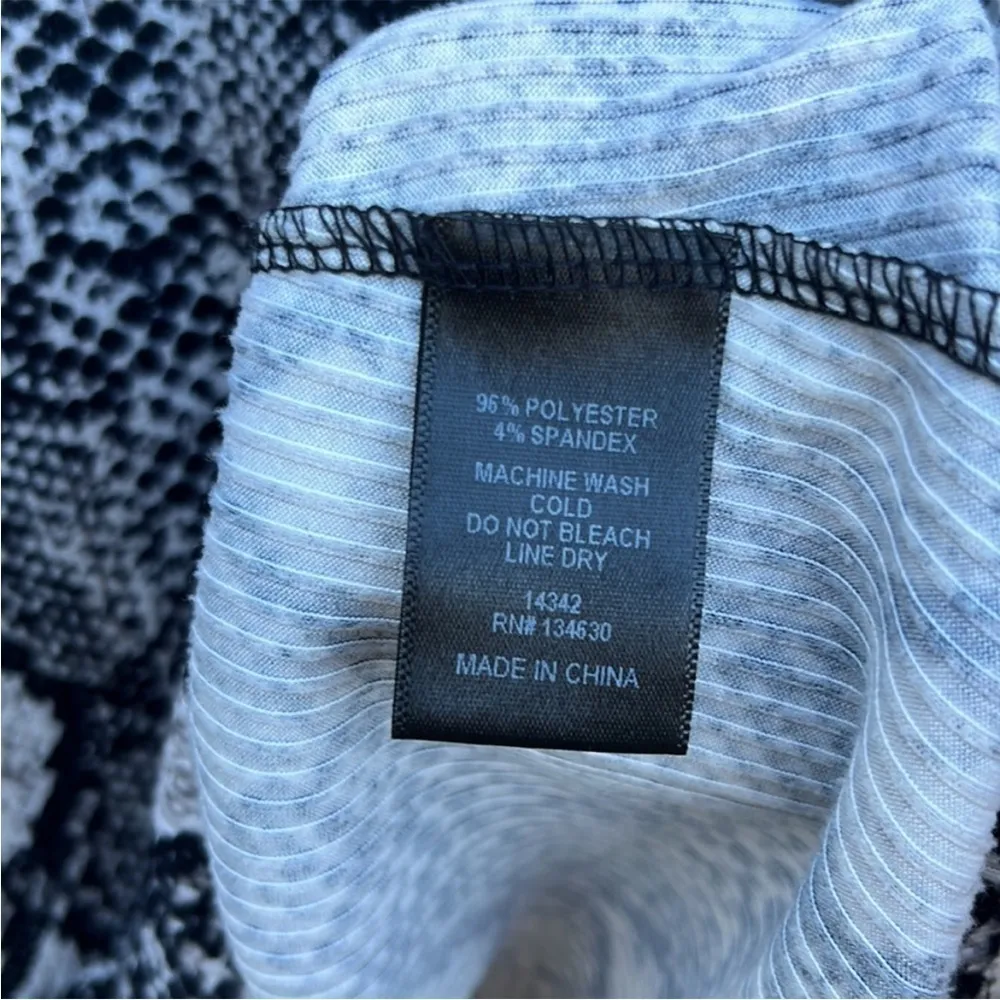 96% POLYESTER
4% SPANDEX
MACHINE WASH
COLD
DO NOT BLEACH
LINE DRY
14342
RN# 134630
MADE IN CHINA